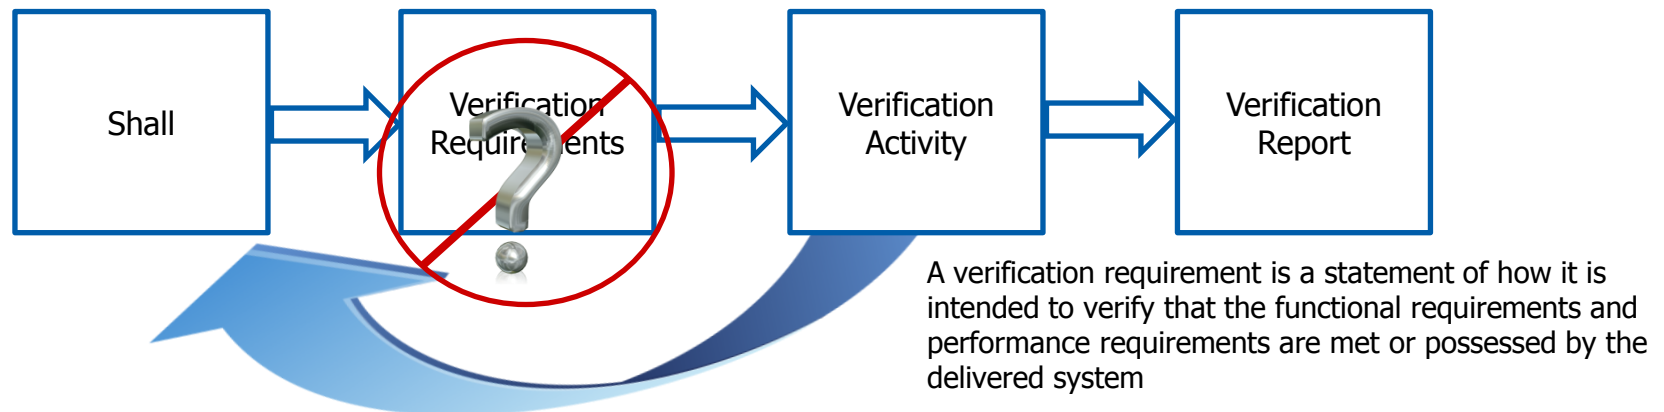 Shall
Verification
Requirements
Verification
Activity
Verification
Report
A verification requirement is a statement of how it is
intended to verify that the functional requirements and
performance requirements are met or possessed by the
delivered system